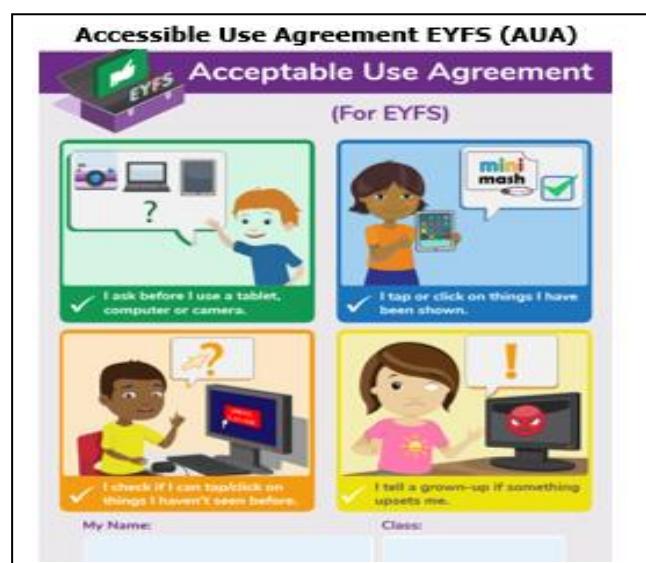 Accessible Use Agreement EYFS (AUA)
EYFS
Acceptable Use Agreement
(For EYFS)
?
mini
mash
I ask before I use a tablet,
computer or camera.
I tap or click on things I have
been shown.
?
!
I check if I can tap/click on
things I haven't seen before.
I tell a grown-up if something
upsets me.
My Name:
Class: